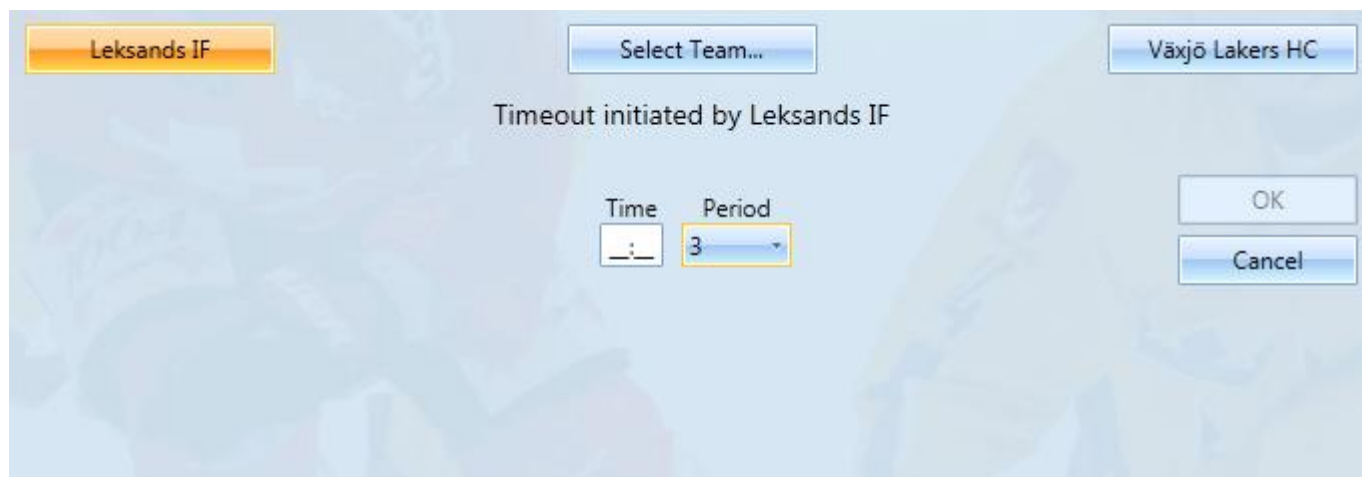 Leksands IF Select Team... Växjö Lakers HC
Timeout initiated by Leksands IF
Time Period
__:__ 3
OK
Cancel